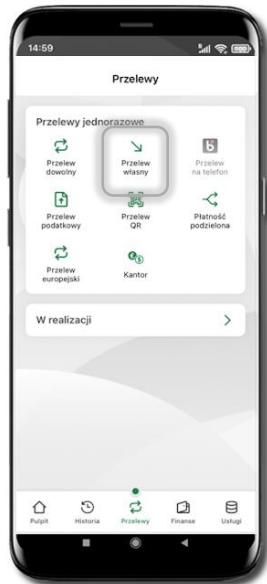 14:59
Przelewy
Przelewy jednorazowe
Przelew
dowolny
Przelew
własny
Przelew
na telefon
Przelew
podatkowy
Przelew
QR
Płatność
podzielona
Przelew
europejski
Kantor
W realizacji
Pulpit
Historia
Przelewy
Finanse
Usługi